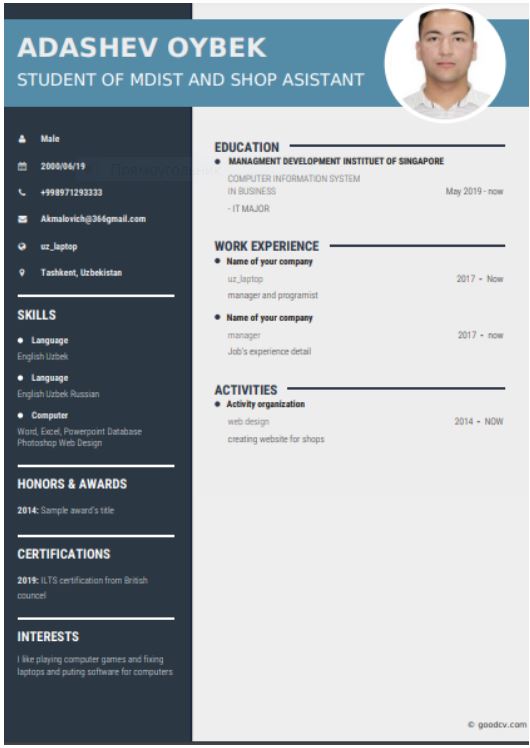 ADASHEV OYBEK
STUDENT OF MDIST AND SHOP ASISTANT
Male
2000/06/19
Прямоугольник
+998971293333
Akmalovich@366gmail.com
uz_laptop
Tashkent, Uzbekistan
SKILLS
Language
English Uzbek
Language
English Uzbek Russian
Computer
Word, Excel, Powerpoint Database
Photoshop Web Design
HONORS & AWARDS
2014: Sample award's title
CERTIFICATIONS
2019: ILTS certification from British
councel
INTERESTS
I like playing computer games and fixing
laptops and puting software for computers
EDUCATION
MANAGMENT DEVELOPMENT INSTITUET OF SINGAPORE
COMPUTER INFORMATION SYSTEM
IN BUSINESS May 2019 - now
- IT MAJOR
WORK EXPERIENCE
Name of your company
uz_laptop 2017 - Now
manager and programist
Name of your company
manager 2017 - now
Job's experience detail
ACTIVITIES
Activity organization
web design 2014 - NOW
creating website for shops
© goodcv.com